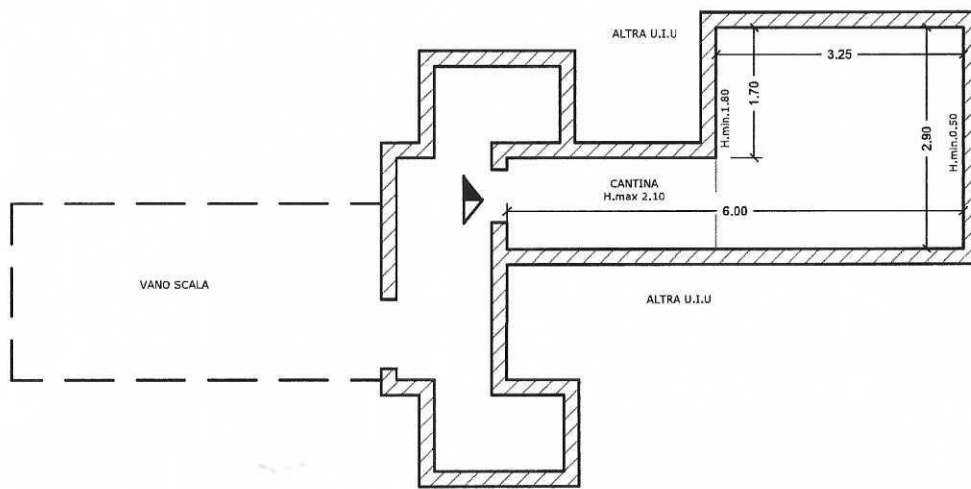 ALTRA U.I.U
3.25
1.70
H.min.1.80
2.90
H.min.0.50
CANTINA
H.max 2.10
6.00
VANO SCALA
ALTRA U.I.U